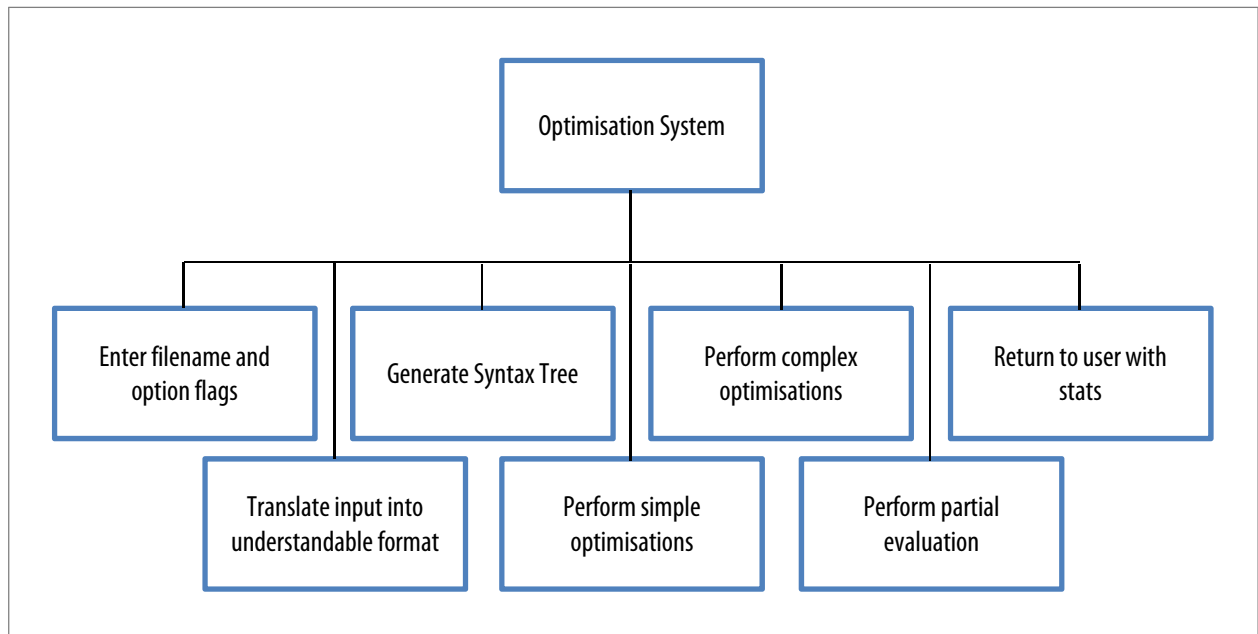 Optimisation System
Enter filename and
option flags
Generate Syntax Tree
Perform complex
optimisations
Return to user with
stats
Translate input into
understandable format
Perform simple
optimisations
Perform partial
evaluation